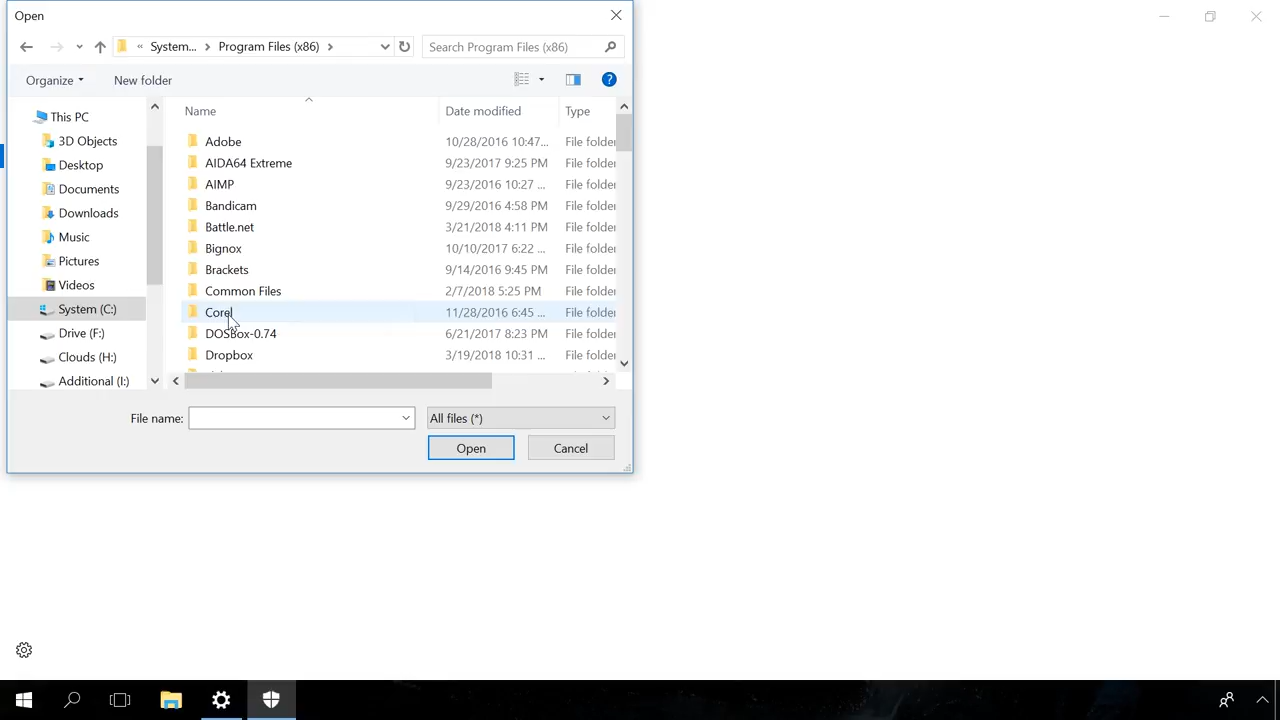 Open
« System... > Program Files (x86) >
Search Program Files (x86)
Organize
New folder
Name
Date modified
Type
This PC
3D Objects
Desktop
Documents
Downloads
Music
Pictures
Videos
System (C:)
Drive (F:)
Clouds (H:)
Additional (I:)
Adobe 10/28/2016 10:47... File folder
AIDA64 Extreme 9/23/2017 9:25 PM File folder
AIMP 9/23/2016 10:27 ... File folder
Bandicam 9/29/2016 4:58 PM File folder
Battle.net 3/21/2018 4:11 PM File folder
Bignox 10/10/2017 6:22 ... File folder
Brackets 9/14/2016 9:45 PM File folder
Common Files 2/7/2018 5:25 PM File folder
Corel 11/28/2016 6:45 ... File folder
DOSBox-0.74 6/21/2017 8:23 PM File folder
Dropbox 3/19/2018 10:31 ... File folder
File name:
All files (*)
Open
Cancel